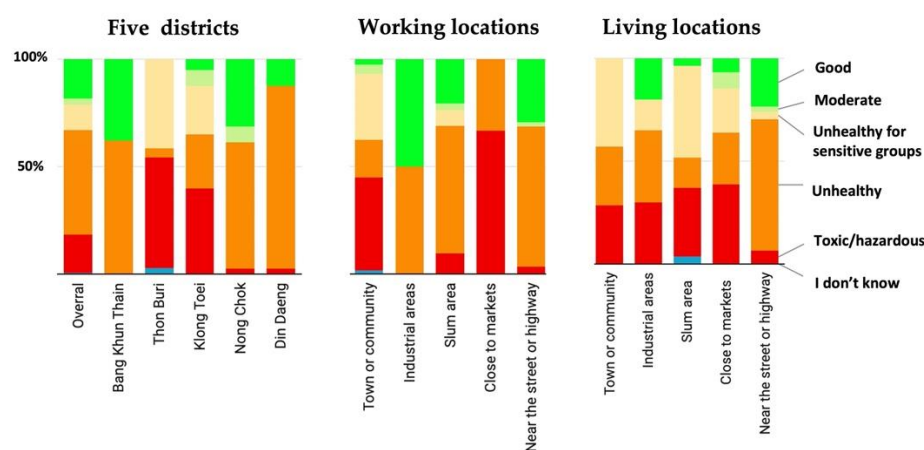 Five districts
Working locations
Living locations
100%
50%
Good
Moderate
Unhealthy for
sensitive groups
Unhealthy
Toxic/hazardous
I don't know
Overral
Bang Khun Thain
Thon Buri
Klong Toei
Nong Chok
Din Daeng
Town or community
Industrial areas
Slum area
Close to markets
Near the street or highway
Town or community
Industrial areas
Slum area
Close to markets
Near the street or highway